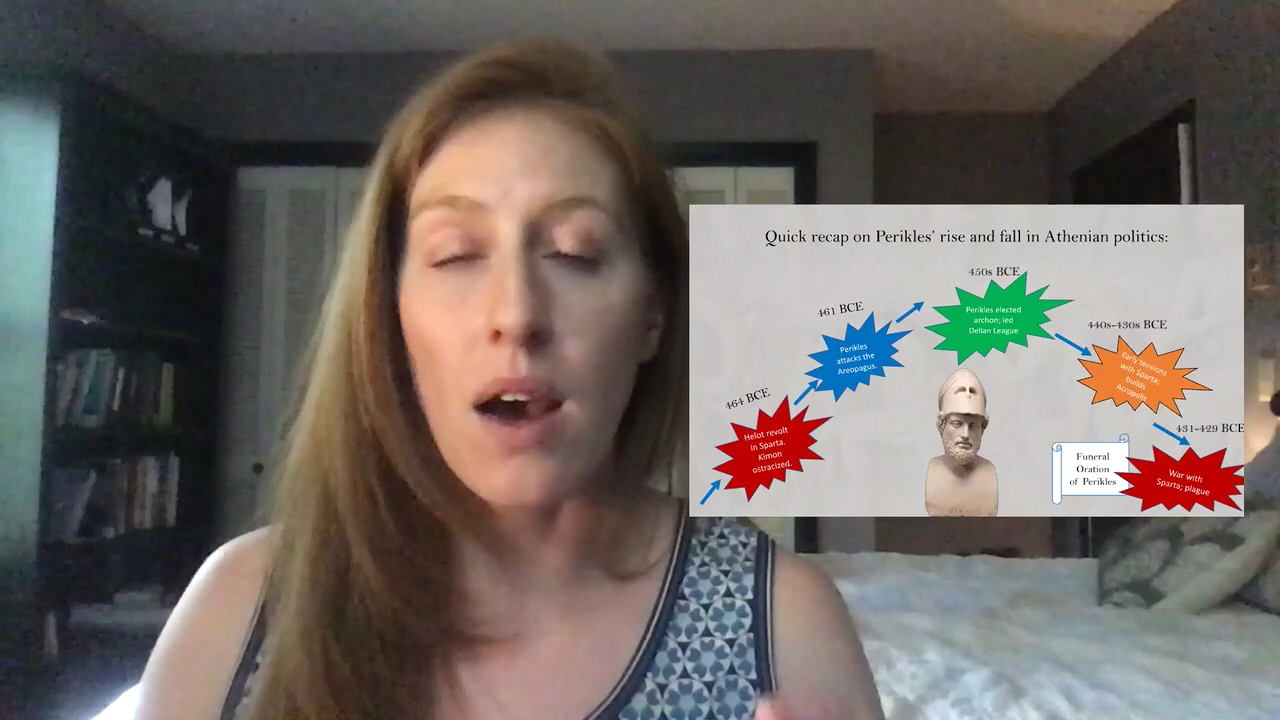 Quick recap on Perikles’ rise and fall in Athenian politics:
464 BCE
Helot revolt
in Sparta.
Kimon
ostracized.
461 BCE
Perikles
attacks the
Areopagus.
450s BCE
Perikles elected
archon; led
Delian League
440s-430s BCE
Early tensions
with Sparta;
builds
Acropolis
431-429 BCE
War with
Sparta; plague
Funeral
Oration
of Perikles